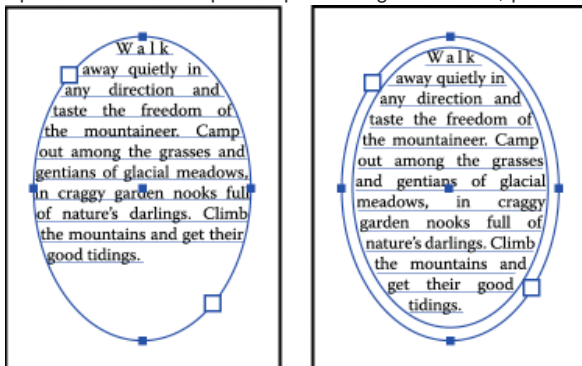 Walk
away quietly in
any direction and
taste the freedom of
the mountaineer. Camp
out among the grasses and
gentians of glacial meadows,
in craggy garden nooks full
of nature's darlings. Climb
the mountains and get their
good tidings.
Walk
away quietly in
any direction and
taste the freedom of
the mountaineer. Camp
out among the grasses
and gentians of glacial
meadows, in craggy
garden nooks full of
nature's darlings. Climb
the mountains and
get their good
tidings.